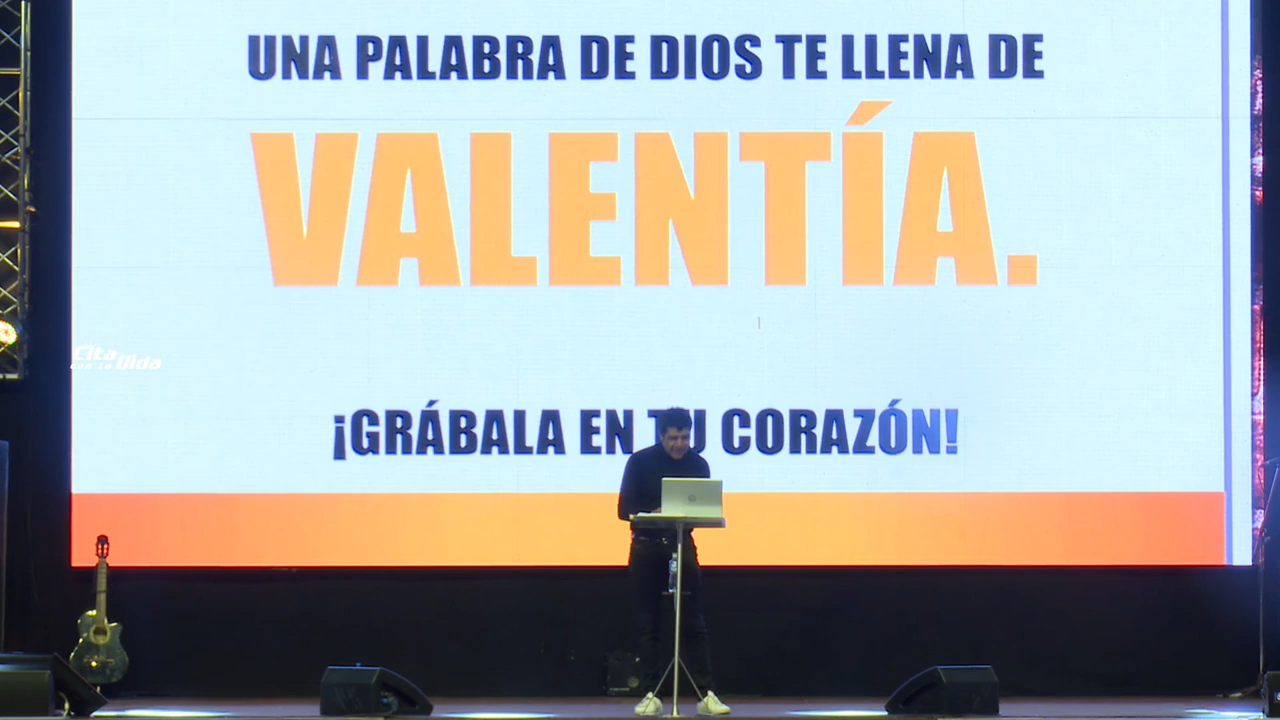 UNA PALABRA DE DIOS TE LLENA DE
VALENTÍA.
Cita
con la Vida
¡GRÁBALA EN TU CORAZÓN!